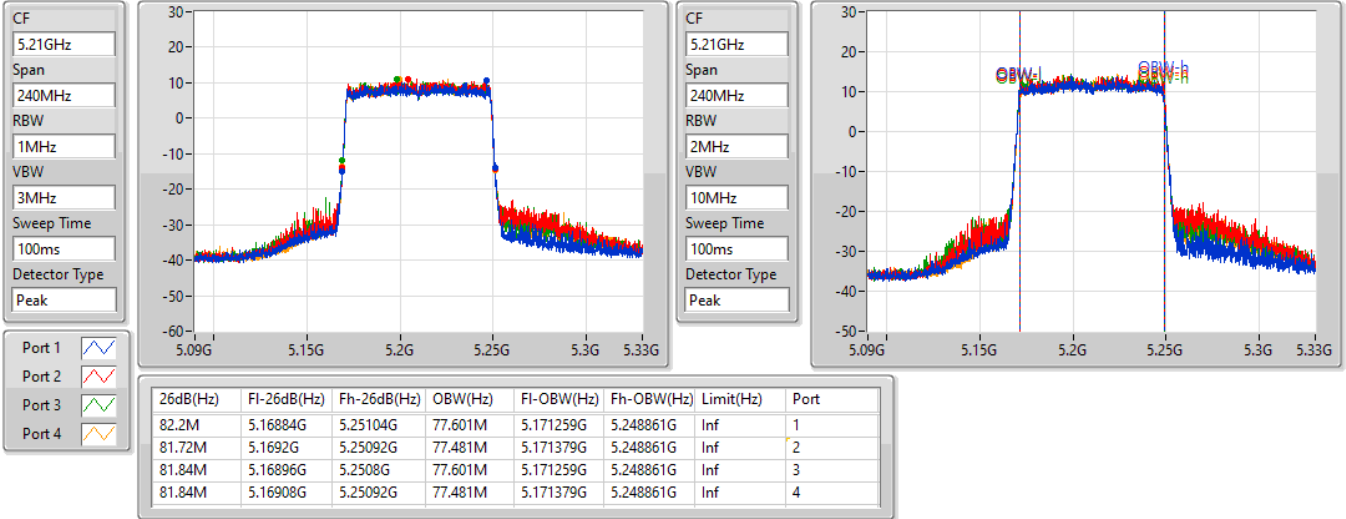 CF
5.21GHz
Span
240MHz
RBW
1MHz
VBW
3MHz
Sweep Time
100ms
Detector Type
Peak
30
20
10
0
-10
-20
-30
-40
-50
-60
5.09G 5.15G 5.2G 5.25G 5.3G 5.33G
CF
5.21GHz
Span
240MHz
RBW
2MHz
VBW
10MHz
Sweep Time
100ms
Detector Type
Peak
30
20
10
0
-10
-20
-30
-40
-50
OBW-l
OBW-h
5.09G 5.15G 5.2G 5.25G 5.3G 5.33G
Port 1
Port 2
Port 3
Port 4
26dB(Hz) Fl-26dB(Hz) Fh-26dB(Hz) OBW(Hz) Fl-OBW(Hz) Fh-OBW(Hz) Limit(Hz) Port
82.2M 5.16884G 5.25104G 77.601M 5.171259G 5.248861G Inf 1
81.72M 5.1692G 5.25092G 77.481M 5.171379G 5.248861G Inf 2
81.84M 5.16896G 5.2508G 77.601M 5.171259G 5.248861G Inf 3
81.84M 5.16908G 5.25092G 77.481M 5.171379G 5.248861G Inf 4